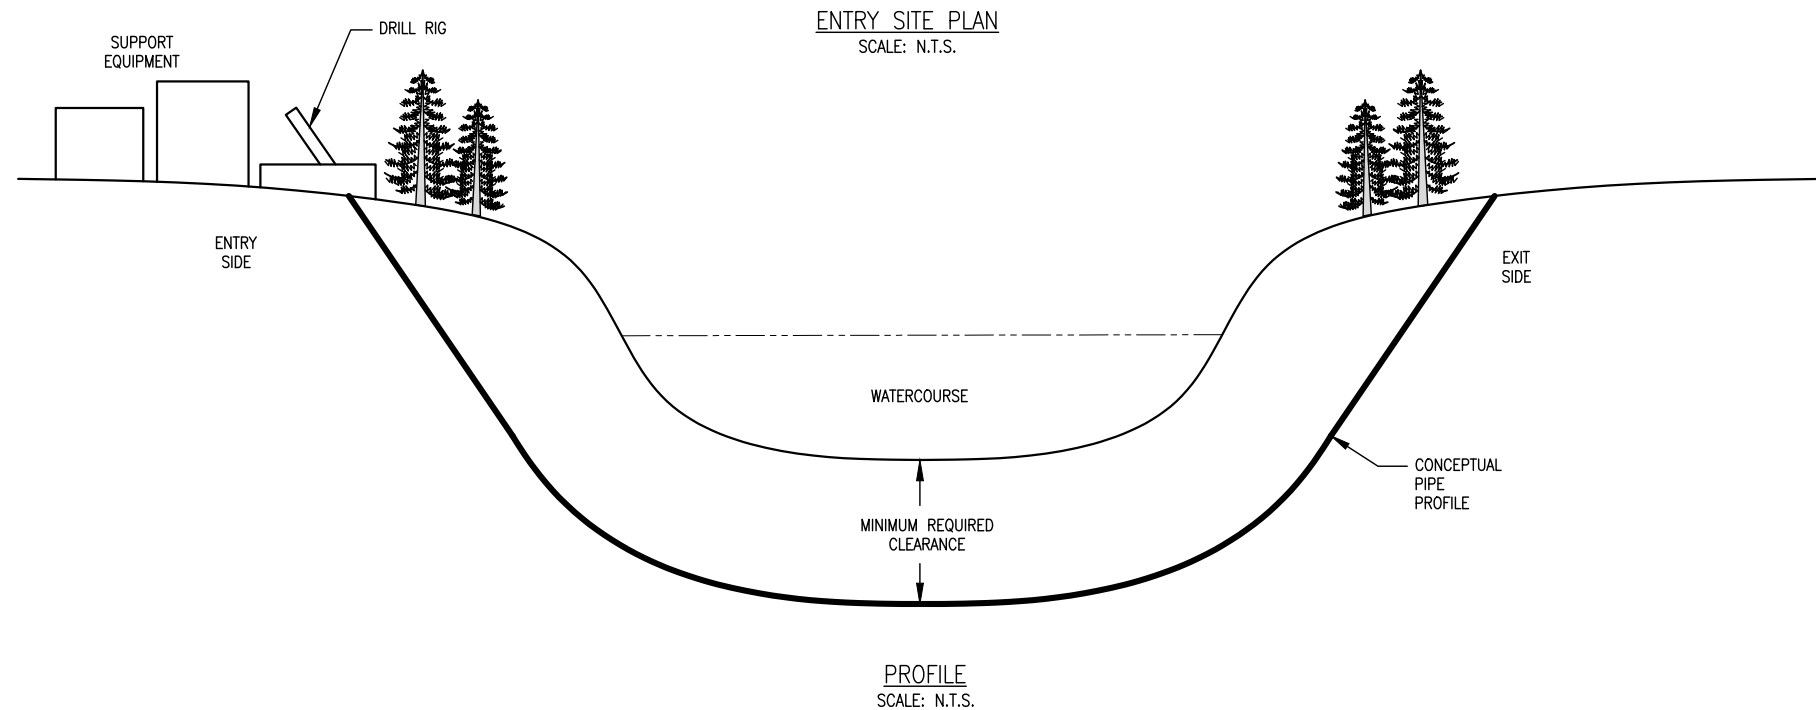 ENTRY SITE PLAN
SCALE: N.T.S.
DRILL RIG
SUPPORT
EQUIPMENT
ENTRY
SIDE
EXIT
SIDE
WATERCOURSE
CONCEPTUAL
PIPE
PROFILE
MINIMUM REQUIRED
CLEARANCE
PROFILE
SCALE: N.T.S.